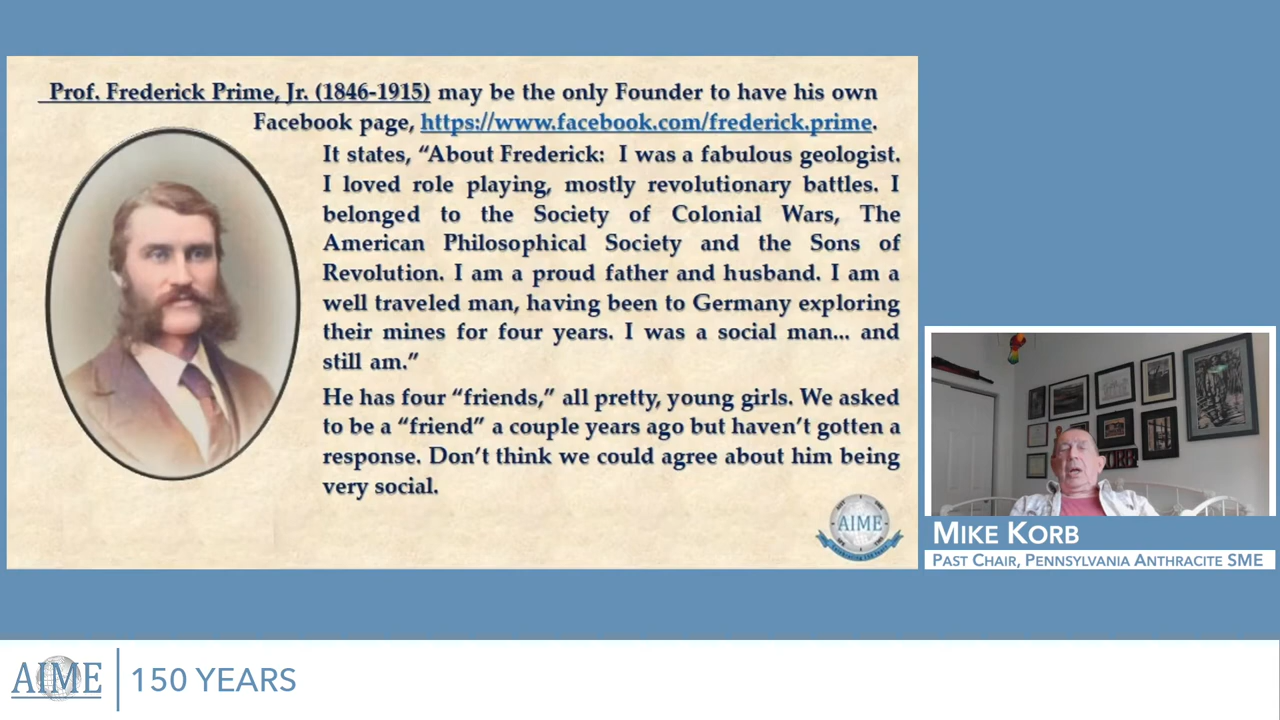 Prof. Frederick Prime, Jr. (1846-1915) may be the only Founder to have his own
Facebook page, https://www.facebook.com/frederick.prime.
It states, “About Frederick: I was a fabulous geologist.
I loved role playing, mostly revolutionary battles. I
belonged to the Society of Colonial Wars, The
American Philosophical Society and the Sons of
Revolution. I am a proud father and husband. I am a
well traveled man, having been to Germany exploring
their mines for four years. I was a social man... and
still am.”
He has four “friends,” all pretty, young girls. We asked
to be a “friend” a couple years ago but haven’t gotten a
response. Don’t think we could agree about him being
very social.
AIME
MIKE KORB
PAST CHAIR, PENNSYLVANIA ANTHRACITE SME
AIME
150 YEARS